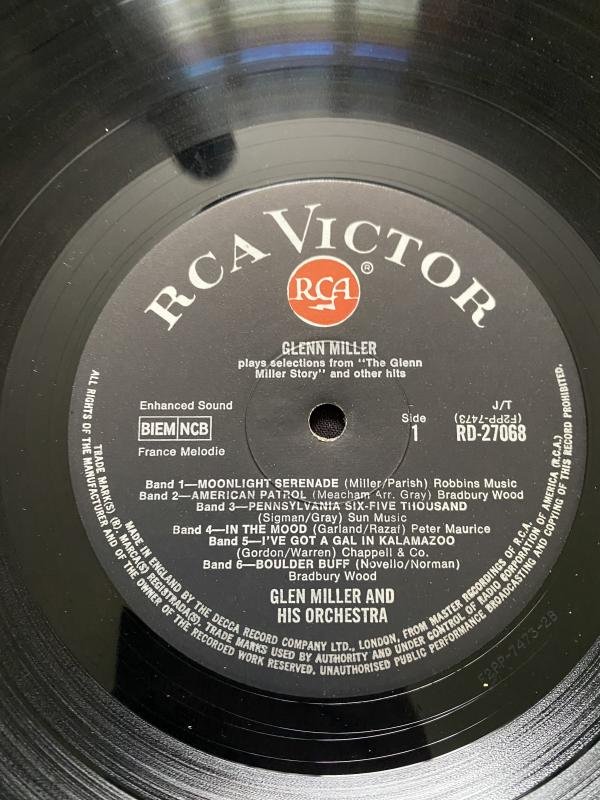 RCA VICTOR
RCA ®
GLENN MILLER
plays selections from "The Glenn
Miller Story" and other hits
Enhanced Sound
BIEM NCB
France Melodie
Side
1
J/T
(F2PP-7473)
RD-27068
Band 1—MOONLIGHT SERENADE (Miller/Parish) Robbins Music
Band 2—AMERICAN PATROL (Meacham Arr. Gray) Bradbury Wood
Band 3—PENNSYLVANIA SIX-FIVE THOUSAND
(Sigman/Gray) Sun Music
Band 4—IN THE MOOD (Garland/Razaf) Peter Maurice
Band 5—I'VE GOT A GAL IN KALAMAZOO
(Gordon/Warren) Chappell & Co.
Band 6—BOULDER BUFF (Novello/Norman)
Bradbury Wood
GLEN MILLER AND
HIS ORCHESTRA
ALL RIGHTS OF THE MANUFACTURER AND OF THE OWNER OF THE RECORDED WORK RESERVED. UNAUTHORISED PUBLIC PERFORMANCE BROADCASTING AND COPYING OF THIS RECORD PROHIBITED.
TRADE MARK(S) (R). MARCA(S) REGISTRADA(S). TRADE MARKS USED BY AUTHORITY AND UNDER CONTROL OF RADIO CORPORATION OF AMERICA (R.C.A.)
MADE IN ENGLAND BY THE DECCA RECORD COMPANY LTD., LONDON, FROM MASTER RECORDINGS OF R.C.A.
F2PP-7473-2B